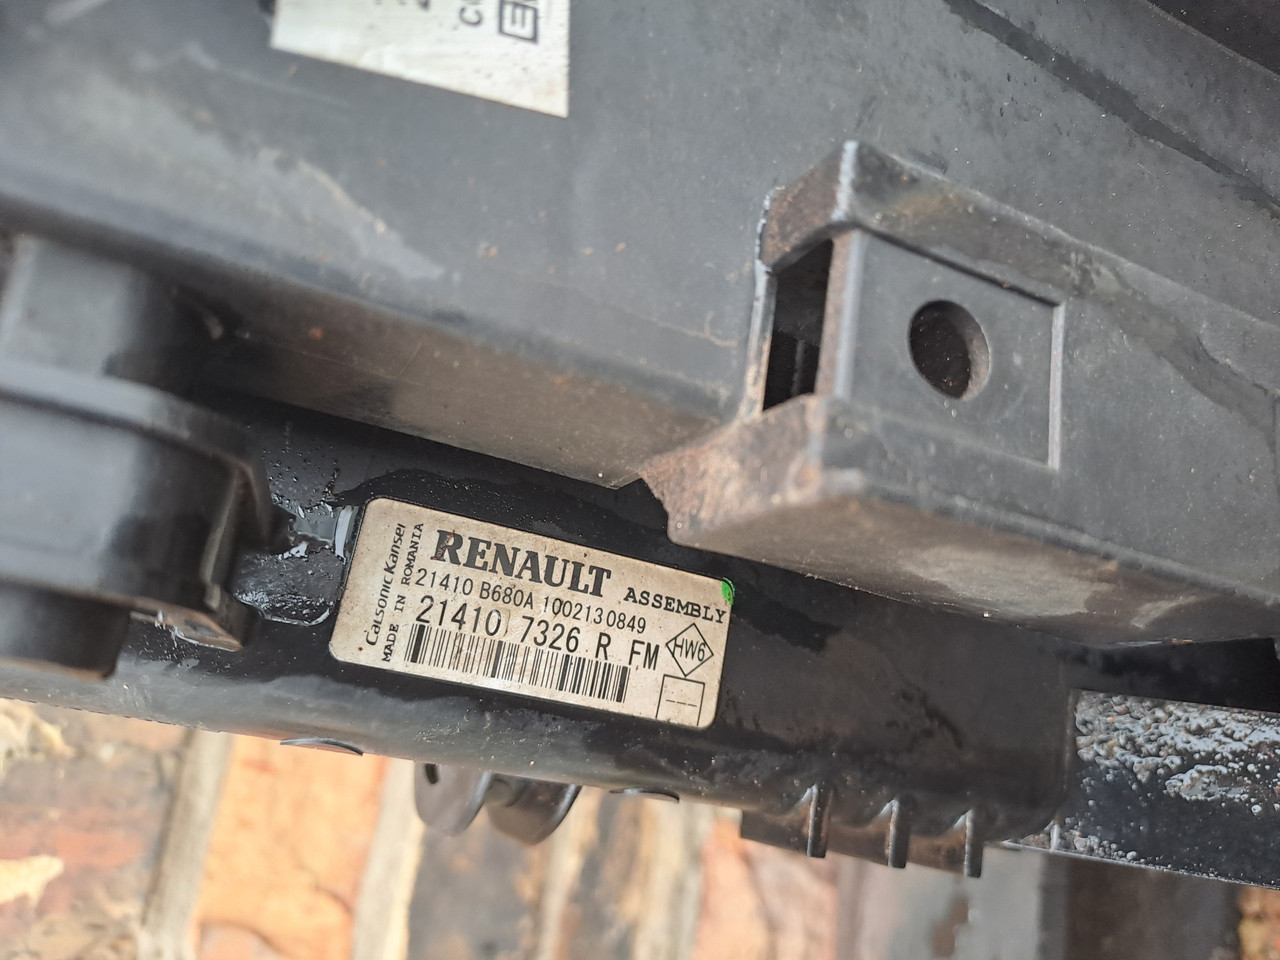 Calsonic Kansei
MADE IN ROMANIA
RENAULT
ASSEMBLY
21410 B680A 1002130849
21410 7326 R FM
HW6